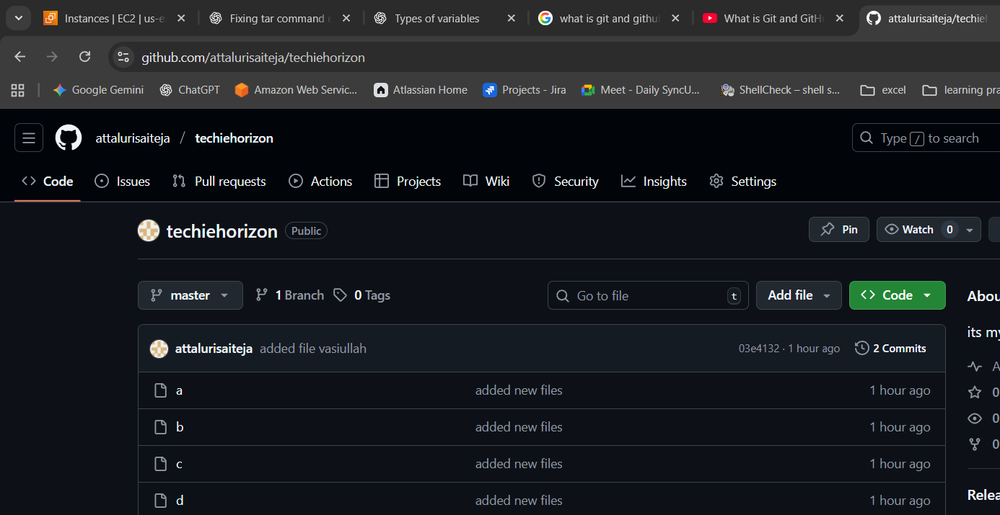 Instances | EC2 | us-e
Fixing tar command e
Types of variables
what is git and githu
What is Git and GitH
attalurisaiteja/techieh
github.com/attalurisaiteja/techiehorizon
Google Gemini
ChatGPT
Amazon Web Servic...
Atlassian Home
Projects - Jira
Meet - Daily SyncU...
ShellCheck – shell s...
excel
learning pra
attalurisaiteja / techiehorizon
Type / to search
Code
Issues
Pull requests
Actions
Projects
Wiki
Security
Insights
Settings
techiehorizon Public
Pin
Watch 0
master
1 Branch
0 Tags
Go to file t
Add file
Code
Abou
attalurisaiteja added file vasiullah 03e4132 · 1 hour ago 2 Commits
its my
a added new files 1 hour ago
A
0
b added new files 1 hour ago
0
c added new files 1 hour ago
0
d added new files 1 hour ago
Relea